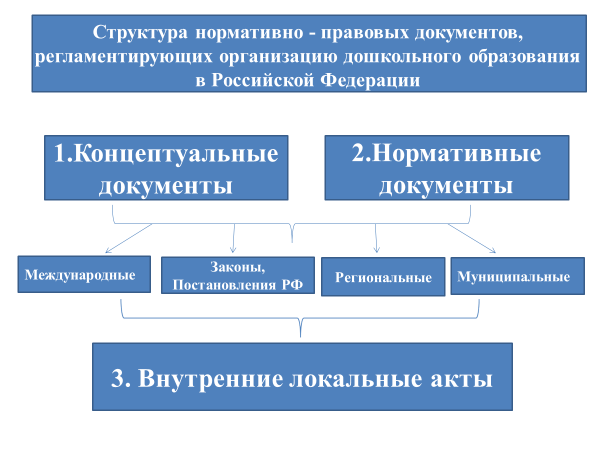 Структура нормативно - правовых документов,
регламентирующих организацию дошкольного образования
в Российской Федерации
1.Концептуальные
документы
2.Нормативные
документы
Международные
Законы,
Постановления РФ
Региональные
Муниципальные
3. Внутренние локальные акты